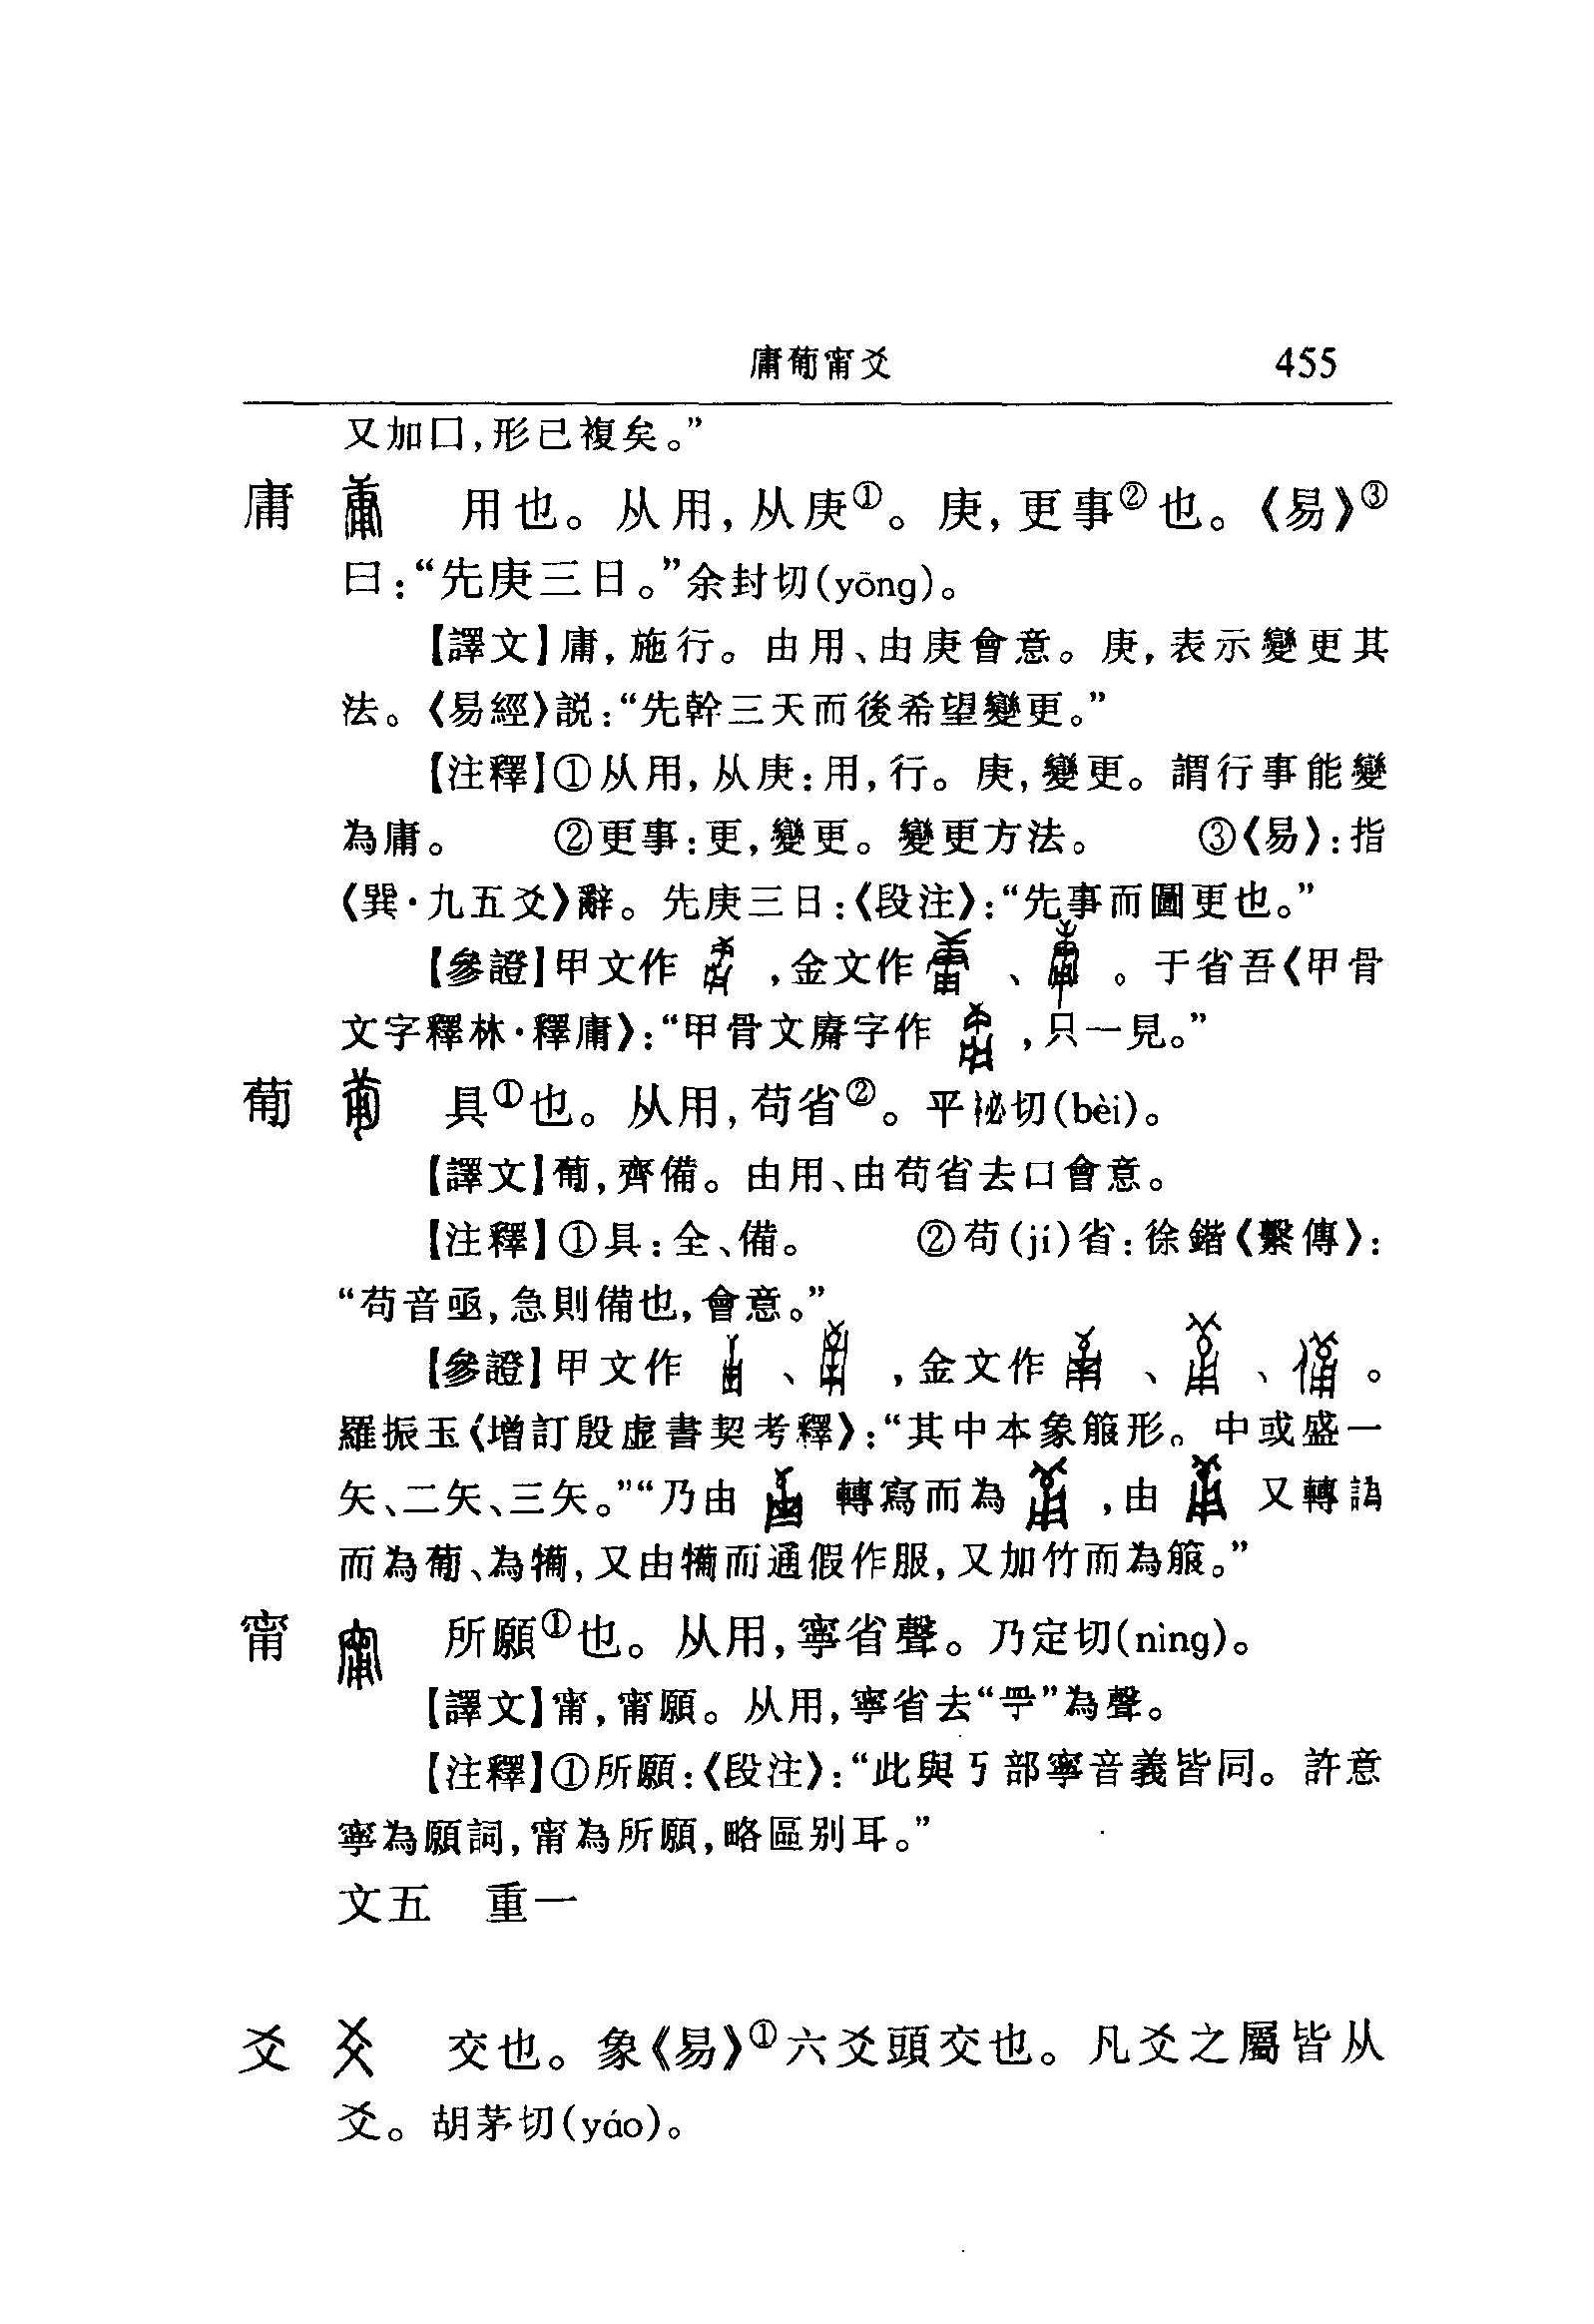 庸𤰇甯爻 455
又加囗,形已複矣。”
庸 用也。从用,从庚①。庚,更事②也。《易》③
曰:“先庚三日。”余封切(yōng)。
【譯文】庸,施行。由用、由庚會意。庚,表示變更其
法。〈易經〉説:“先幹三天而後希望變更。”
【注釋】①从用,从庚:用,行。庚,變更。謂行事能變
為庸。 ②更事:更,變更。變更方法。 ③〈易〉:指
〈巽·九五爻〉辭。先庚三日:〈段注〉:“先事而圖更也。”
【參證】甲文作 ,金文作 、 。于省吾〈甲骨
文字釋林·釋庸〉:“甲骨文庸字作 ,只一見。”
𤰇 具①也。从用,茍省②。平祕切(bèi)。
【譯文】𤰇,齊備。由用、由茍省去口會意。
【注釋】①具:全、備。 ②茍(jí)省:徐鍇〈繫傳〉:
“茍音亟,急則備也,會意。”
【參證】甲文作 、 ,金文作 、 、 。
羅振玉〈增訂殷虛書契考釋〉:“其中本象箙形。中或盛一
矢、二矢、三矢。”“乃由 轉寫而為 ,由 又轉譌
而為𤰇、為犕,又由犕而通假作服,又加竹而為箙。”
甯 所願①也。从用,寧省聲。乃定切(nìng)。
【譯文】甯,甯願。从用,寧省去“甹”為聲。
【注釋】①所願:〈段注〉:“此與丂部寧音義皆同。許意
寧為願詞,甯為所願,略區别耳。”
文五 重一
爻 交也。象《易》①六爻頭交也。凡爻之屬皆从
爻。胡茅切(yáo)。